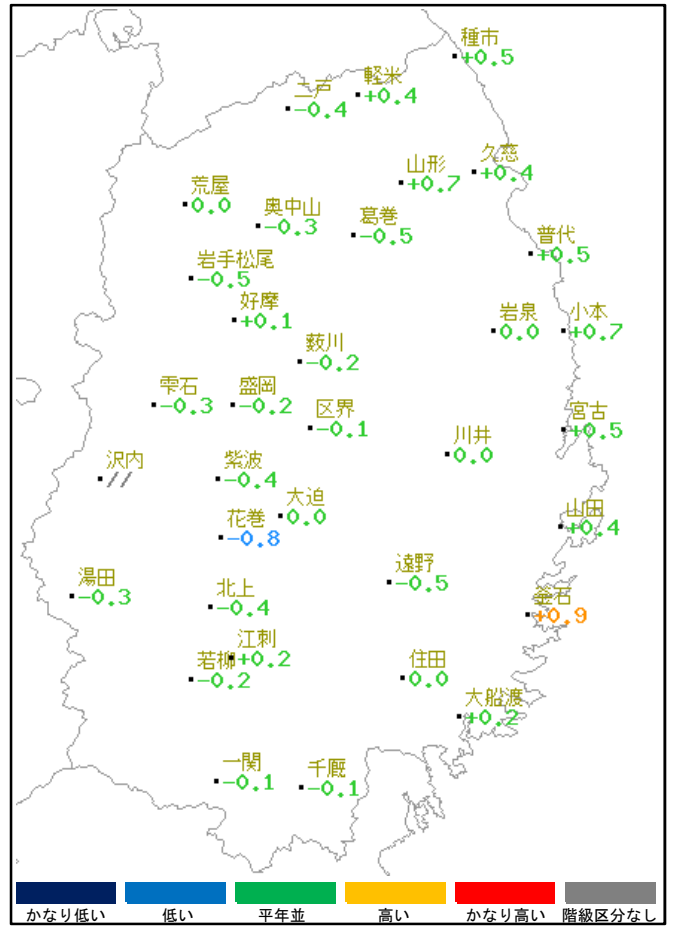 種市
+0.5
軽米
+0.4
二戸
-0.4
久慈
+0.4
山形
+0.7
荒屋
0.0
奥中山
-0.3
葛巻
-0.5
普代
+0.5
岩手松尾
-0.5
好摩
+0.1
岩泉
0.0
小本
+0.7
薮川
-0.2
雫石
-0.3
盛岡
-0.2
区界
-0.1
宮古
+0.5
川井
0.0
沢内
//
紫波
-0.4
大迫
0.0
花巻
-0.8
山田
+0.4
遠野
-0.5
湯田
-0.3
北上
-0.4
釜石
+0.9
江刺
+0.2
若柳
-0.2
住田
0.0
大船渡
+0.2
一関
-0.1
千厩
-0.1
かなり低い 低い 平年並 高い かなり高い 階級区分なし